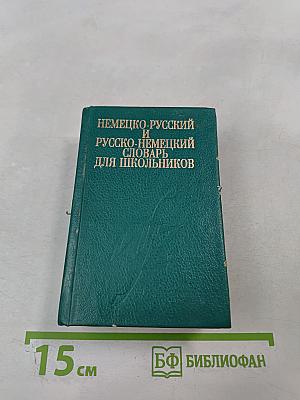 НЕМЕЦКО-РУССКИЙ
И
РУССКО-НЕМЕЦКИЙ
СЛОВАРЬ
ДЛЯ ШКОЛЬНИКОВ
15 см
БФ БИБЛИОФАН